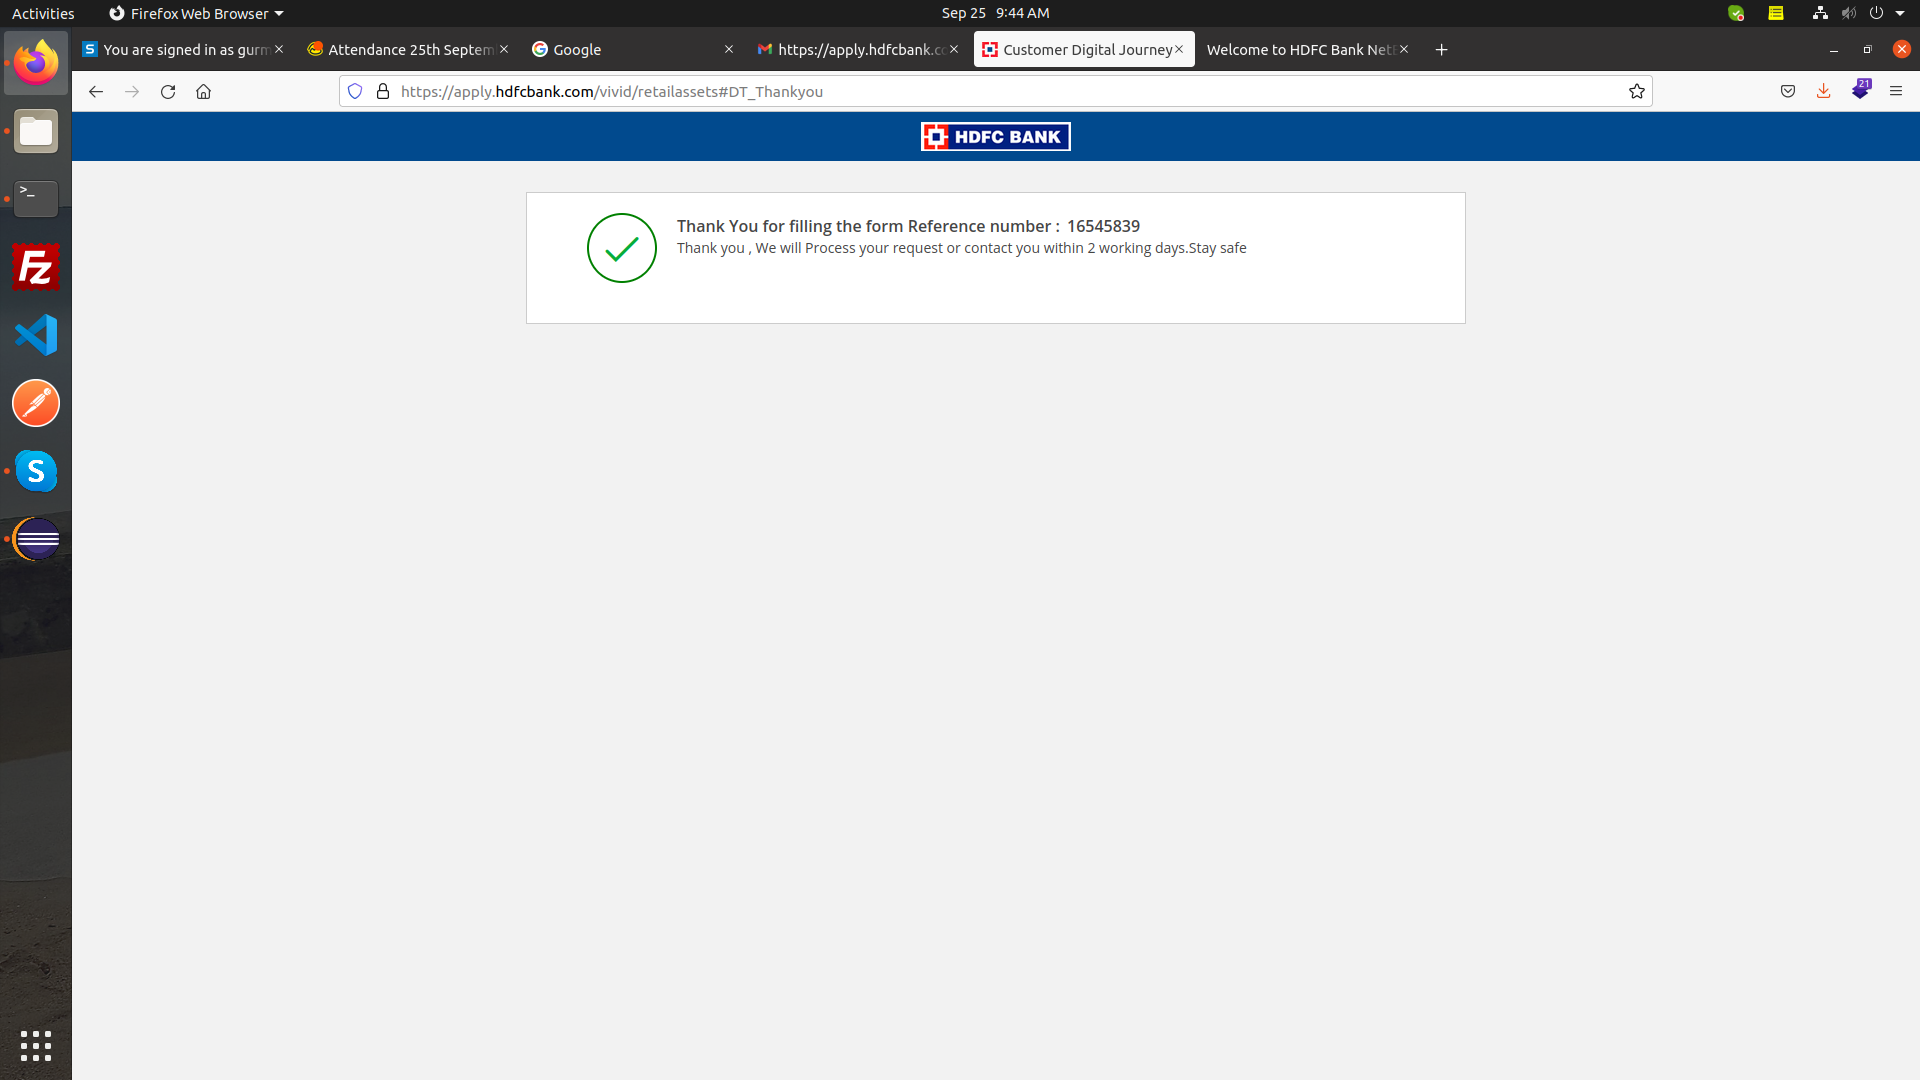 Activities
Firefox Web Browser
Sep 25 9:44 AM
You are signed in as gurm
Attendance 25th Septem
Google
https://apply.hdfcbank.co
Customer Digital Journey
Welcome to HDFC Bank Net
https://apply.hdfcbank.com/vivid/retailassets#DT_Thankyou
21
HDFC BANK
Thank You for filling the form Reference number : 16545839
Thank you , We will Process your request or contact you within 2 working days.Stay safe
>_
Fz
S